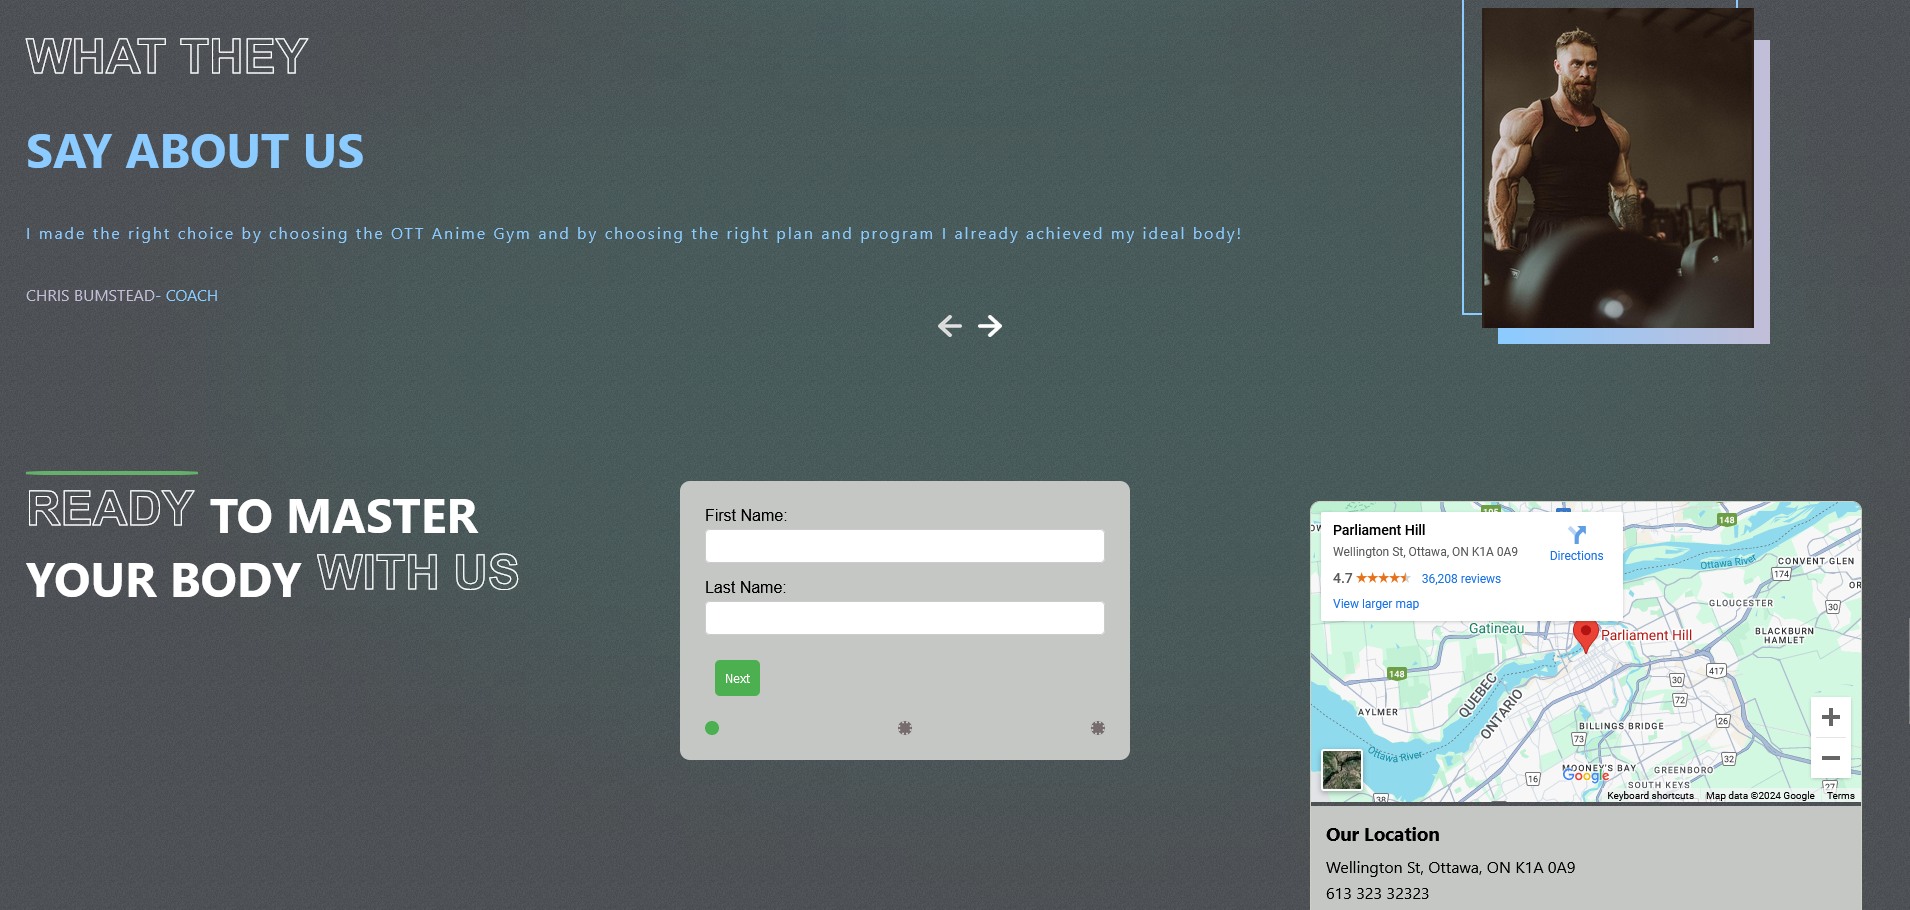 WHAT THEY
SAY ABOUT US
I made the right choice by choosing the OTT Anime Gym and by choosing the right plan and program I already achieved my ideal body!
CHRIS BUMSTEAD- COACH
READY TO MASTER
YOUR BODY WITH US
First Name:
Last Name:
Next
Parliament Hill
Wellington St, Ottawa, ON K1A 0A9
Directions
4.7
36,208 reviews
View larger map
148
Ottawa River
CONVENT GLEN
174
GLOUCESTER
30
Gatineau
Parliament Hill
BLACKBURN
HAMLET
148
417
30
72
QUEBEC
ONTARIO
AYLMER
26
BILLINGS BRIDGE
73
Ottawa River
32
MOONEY'S BAY
GREENBORO
Google
16
SOUTH KEYS
27
38
Keyboard shortcuts
Map data ©2024 Google
Terms
Our Location
Wellington St, Ottawa, ON K1A 0A9
613 323 32323